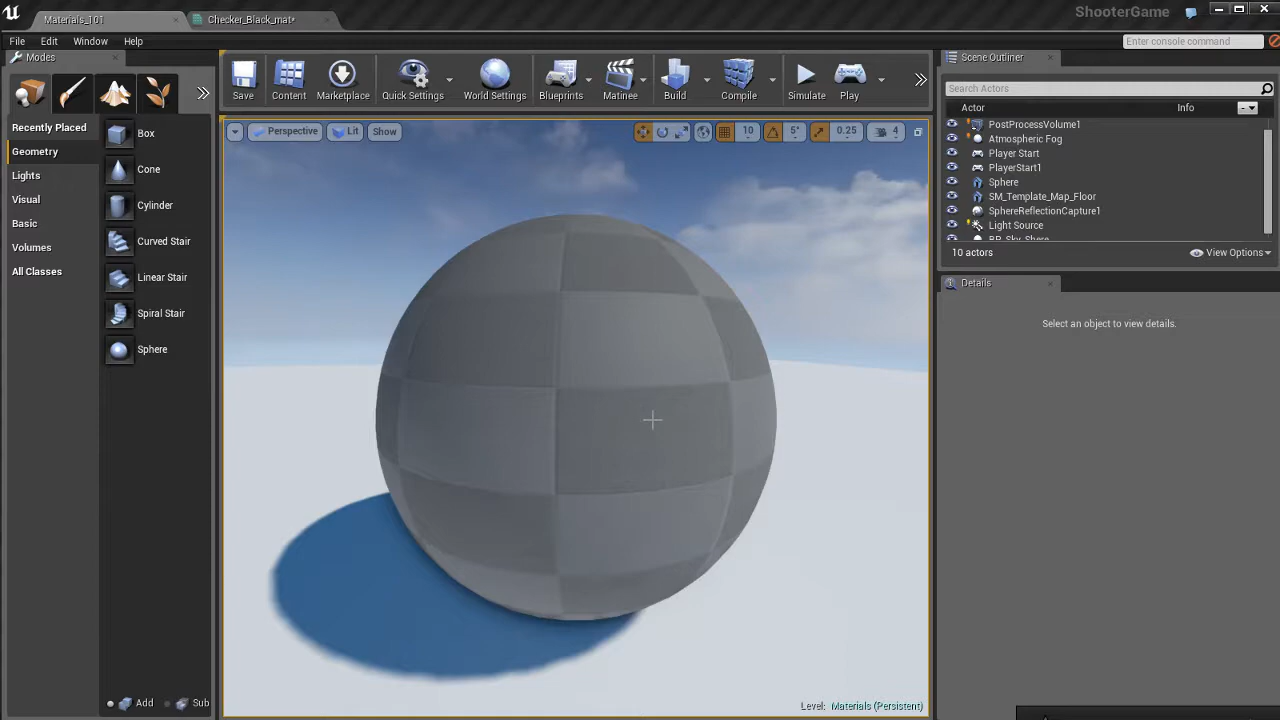 Materials_101
Checker_Black_mat*
ShooterGame
File Edit Window Help
Enter console command
Modes
Recently Placed
Geometry
Lights
Visual
Basic
Volumes
All Classes
Box
Cone
Cylinder
Curved Stair
Linear Stair
Spiral Stair
Sphere
Add
Sub
Save Content Marketplace Quick Settings World Settings Blueprints Matinee Build Compile Simulate Play
Perspective Lit Show
10 5° 0.25 4
Level: Materials (Persistent)
Scene Outliner
Search Actors
Actor Info
PostProcessVolume1
Atmospheric Fog
Player Start
PlayerStart1
Sphere
SM_Template_Map_Floor
SphereReflectionCapture1
Light Source
BP_Sky_Sphere
10 actors
View Options
Details
Select an object to view details.